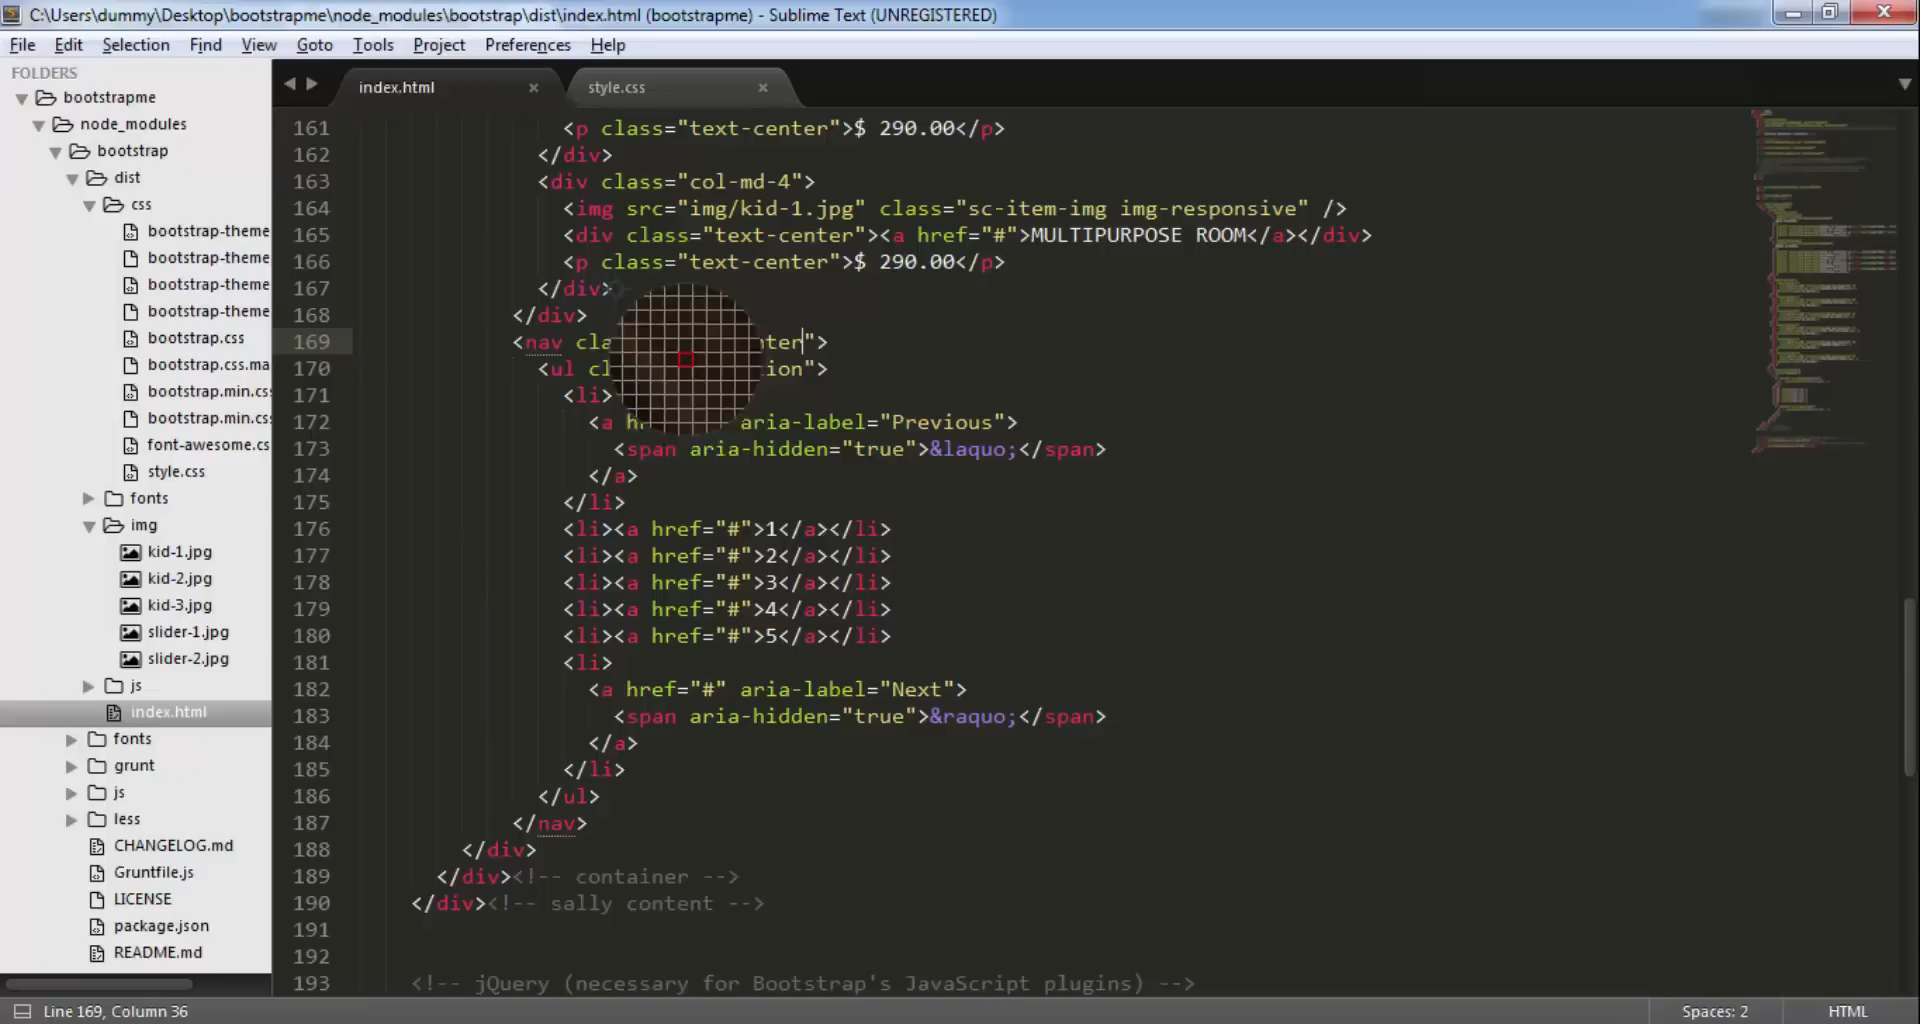 C:\Users\dummy\Desktop\bootstrapme\node_modules\bootstrap\dist\index.html (bootstrapme) - Sublime Text (UNREGISTERED)
File Edit Selection Find View Goto Tools Project Preferences Help
FOLDERS
bootstrapme
node_modules
bootstrap
dist
css
bootstrap-theme
bootstrap-theme
bootstrap-theme
bootstrap-theme
bootstrap.css
bootstrap.css.ma
bootstrap.min.cs
bootstrap.min.cs
font-awesome.cs
style.css
fonts
img
kid-1.jpg
kid-2.jpg
kid-3.jpg
slider-1.jpg
slider-2.jpg
js
index.html
fonts
grunt
js
less
CHANGELOG.md
Gruntfile.js
LICENSE
package.json
README.md
index.html × style.css ×
161 <p class="text-center">$ 290.00</p>
162 </div>
163 <div class="col-md-4">
164 <img src="img/kid-1.jpg" class="sc-item-img img-responsive" />
165 <div class="text-center"><a href="#">MULTIPURPOSE ROOM</a></div>
166 <p class="text-center">$ 290.00</p>
167 </div>
168 </div>
169 <nav cla nter">
170 <ul cl ion">
171 <li>
172 <a h aria-label="Previous">
173 <span aria-hidden="true">&laquo;</span>
174 </a>
175 </li>
176 <li><a href="#">1</a></li>
177 <li><a href="#">2</a></li>
178 <li><a href="#">3</a></li>
179 <li><a href="#">4</a></li>
180 <li><a href="#">5</a></li>
181 <li>
182 <a href="#" aria-label="Next">
183 <span aria-hidden="true">&raquo;</span>
184 </a>
185 </li>
186 </ul>
187 </nav>
188 </div>
189 </div><!-- container -->
190 </div><!-- sally content -->
191
192
193 <!-- jQuery (necessary for Bootstrap's JavaScript plugins) -->
Line 169, Column 36 Spaces: 2 HTML